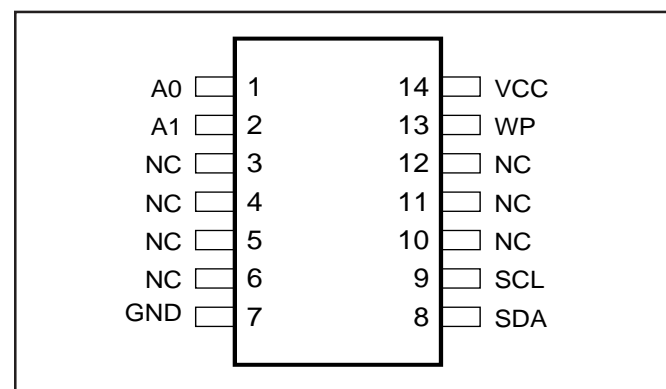 A0 1 14 VCC
A1 2 13 WP
NC 3 12 NC
NC 4 11 NC
NC 5 10 NC
NC 6 9 SCL
GND 7 8 SDA